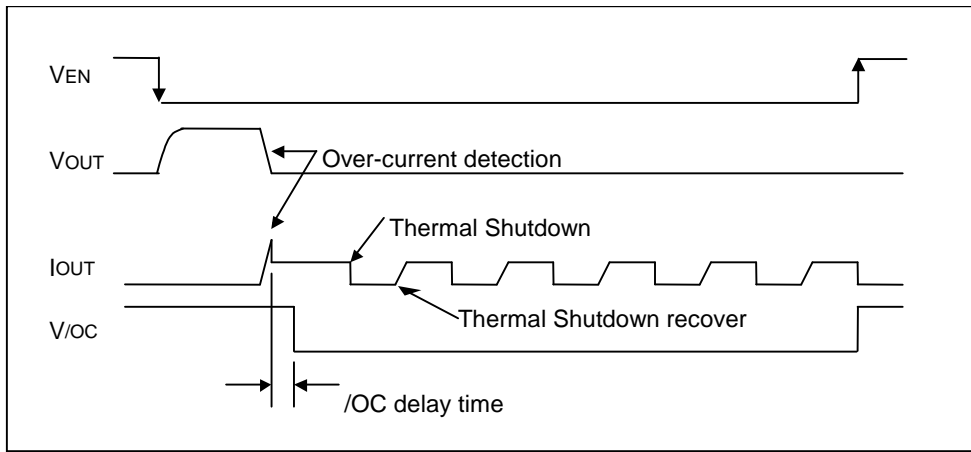 VEN
VOUT
Over-current detection
Thermal Shutdown
IOUT
Thermal Shutdown recover
V/OC
/OC delay time